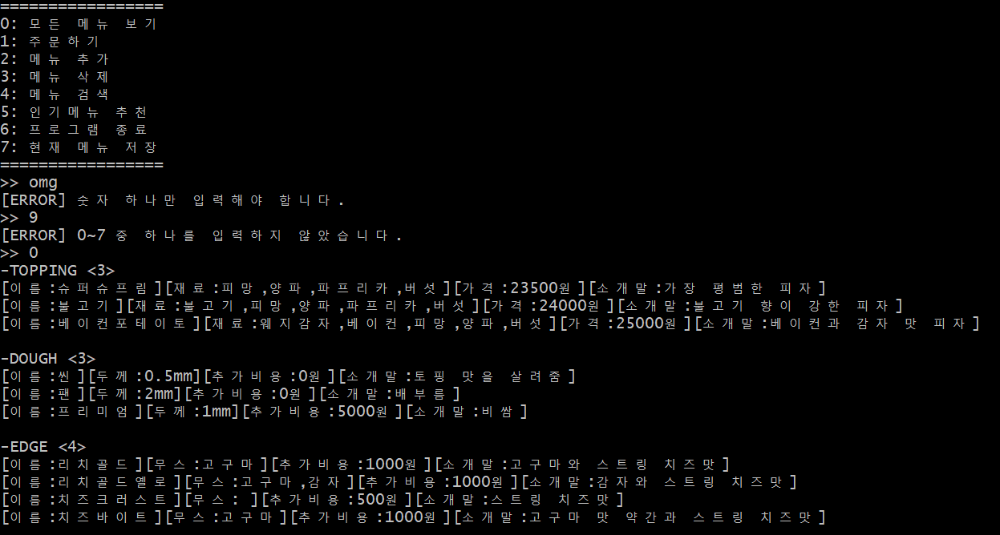 =================
0: 모든 메뉴 보기
1: 주문하기
2: 메뉴 추가
3: 메뉴 삭제
4: 메뉴 검색
5: 인기메뉴 추천
6: 프로그램 종료
7: 현재 메뉴 저장
=================
>> omg
[ERROR] 숫자 하나만 입력해야 합니다.
>> 9
[ERROR] 0~7 중 하나를 입력하지 않았습니다.
>> 0
-TOPPING <3>
[이름:슈퍼슈프림][재료:피망,양파,파프리카,버섯][가격:23500원][소개말:가장 평범한 피자]
[이름:불고기][재료:불고기,피망,양파,파프리카,버섯][가격:24000원][소개말:불고기 향이 강한 피자]
[이름:베이컨포테이토][재료:웨지감자,베이컨,피망,양파,버섯][가격:25000원][소개말:베이컨과 감자 맛 피자]
-DOUGH <3>
[이름:씬][두께:0.5mm][추가비용:0원][소개말:토핑 맛을 살려줌]
[이름:팬][두께:2mm][추가비용:0원][소개말:배부름]
[이름:프리미엄][두께:1mm][추가비용:5000원][소개말:비쌈]
-EDGE <4>
[이름:리치골드][무스:고구마][추가비용:1000원][소개말:고구마와 스트링 치즈맛]
[이름:리치골드옐로][무스:고구마,감자][추가비용:1000원][소개말:감자와 스트링 치즈맛]
[이름:치즈크러스트][무스: ][추가비용:500원][소개말:스트링 치즈맛]
[이름:치즈바이트][무스:고구마][추가비용:1000원][소개말:고구마 맛 약간과 스트링 치즈맛]